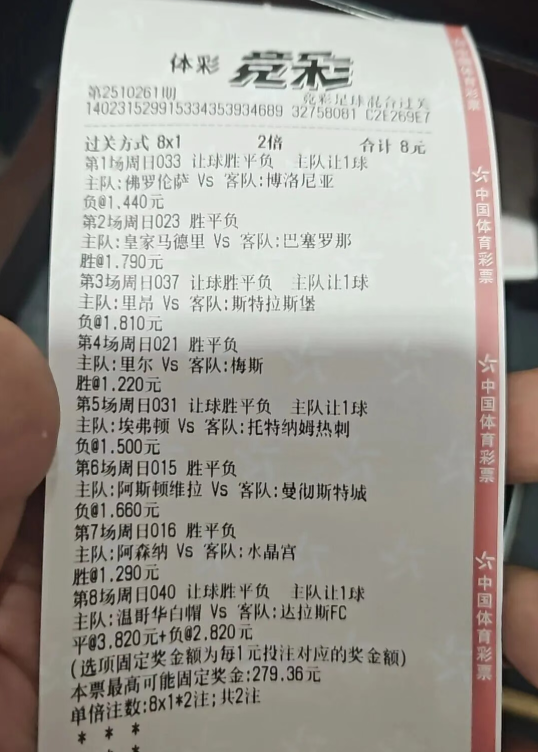 体彩 竞彩
第2510261期 竞彩足球混合过关
140231529915334353934689 32758081 C2E269E7
过关方式 8x1 2倍 合计 8元
第1场周日033 让球胜平负 主队让1球
主队:佛罗伦萨 Vs 客队:博洛尼亚
负@1.440元
第2场周日023 胜平负
主队:皇家马德里 Vs 客队:巴塞罗那
胜@1.790元
第3场周日037 让球胜平负 主队让1球
主队:里昂 Vs 客队:斯特拉斯堡
负@1.810元
第4场周日021 胜平负
主队:里尔 Vs 客队:梅斯
胜@1.220元
第5场周日031 让球胜平负 主队让1球
主队:埃弗顿 Vs 客队:托特纳姆热刺
负@1.500元
第6场周日015 胜平负
主队:阿斯顿维拉 Vs 客队:曼彻斯特城
负@1.660元
第7场周日016 胜平负
主队:阿森纳 Vs 客队:水晶宫
胜@1.290元
第8场周日040 让球胜平负 主队让1球
主队:温哥华白帽 Vs 客队:达拉斯FC
平@3.820元+负@2.820元
(选项固定奖金额为每1元投注对应的奖金额)
本票最高可能固定奖金:279.36元
单倍注数:8x1*2注;共2注
* * *
中国体育彩票
中国体育彩票
中国体育彩票